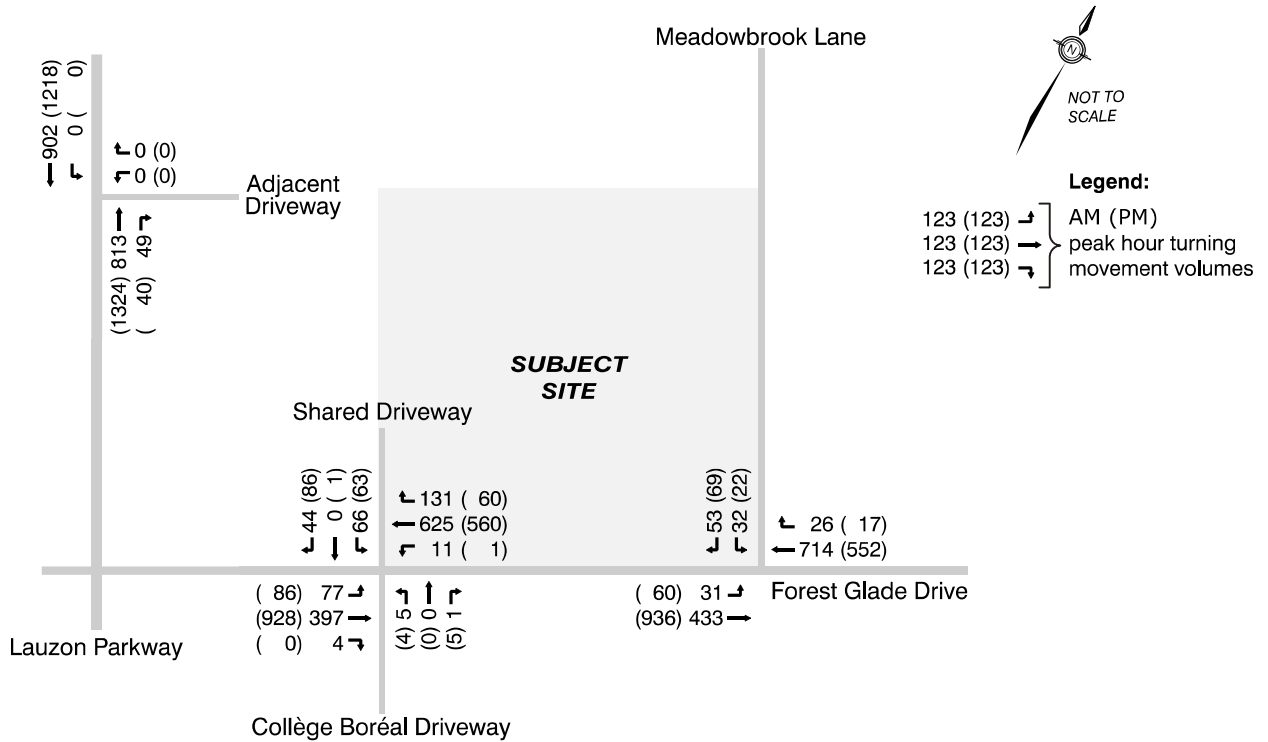 Meadowbrook Lane
N
NOT TO
SCALE
902 (1218)
0 ( 0)
0 (0)
0 (0)
Adjacent
Driveway
(1324) 813
( 40) 49
Legend:
123 (123)
123 (123)
123 (123)
AM (PM)
peak hour turning
movement volumes
SUBJECT
SITE
Shared Driveway
44 (86)
0 ( 1)
66 (63)
131 ( 60)
625 (560)
11 ( 1)
53 (69)
32 (22)
26 ( 17)
714 (552)
( 86) 77
(928) 397
( 0) 4
(4) 5
(0) 0
(5) 1
( 60) 31
(936) 433
Forest Glade Drive
Lauzon Parkway
Collège Boréal Driveway